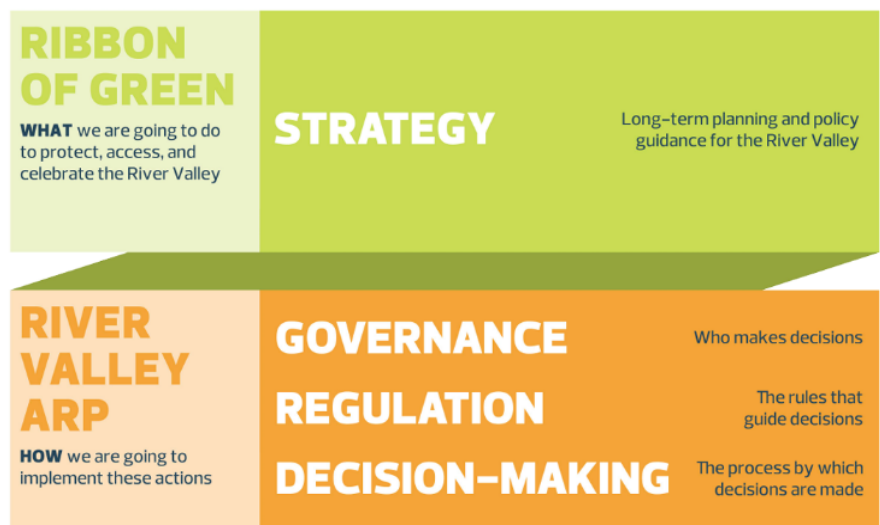 RIBBON
OF GREEN
WHAT we are going to do
to protect, access, and
celebrate the River Valley
STRATEGY
Long-term planning and policy
guidance for the River Valley
RIVER
VALLEY
ARP
HOW we are going to
implement these actions
GOVERNANCE
Who makes decisions
REGULATION
The rules that
guide decisions
DECISION-MAKING
The process by which
decisions are made